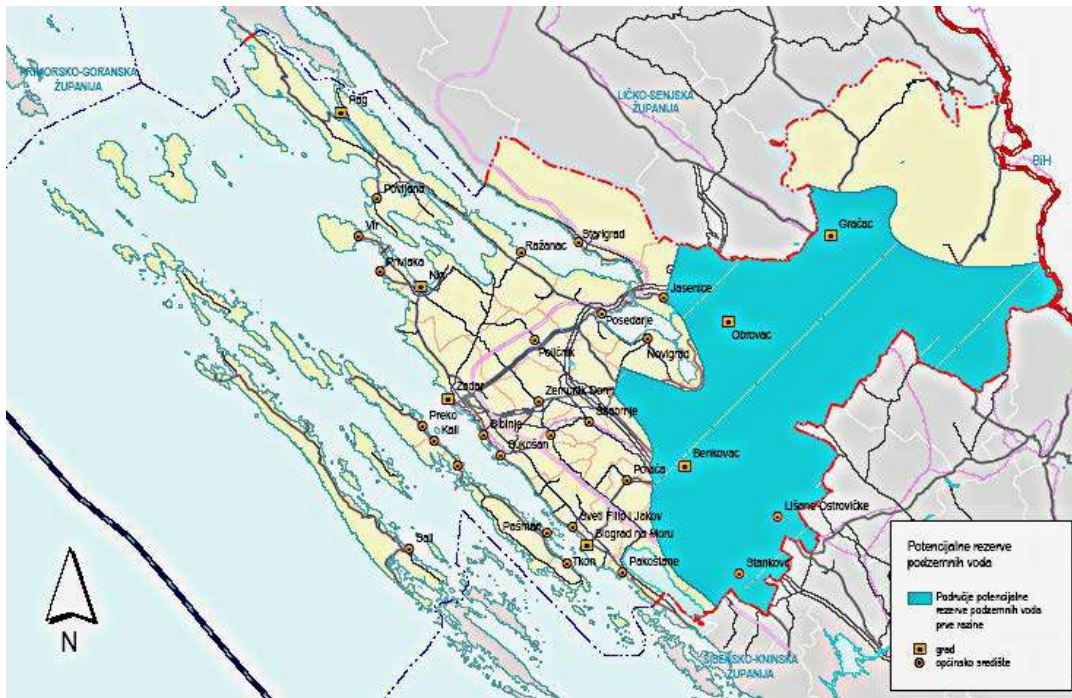 PRIMORSKO-GORANSKA
ŽUPANIJA
Pag
LIČKO-SENJSKA
ŽUPANIJA
BiH
Povljana
Vir
Privlaka
Nin
Ražanac
Starigrad
Gračac
Jasenice
Obrovac
Posedarje
Novigrad
Poličnik
Zadar
Zemunik Donji
Škabrnje
Preko
Kali
Bibinje
Sukošan
Polača
Benkovac
Lišane Ostrovičke
Sveti Filip i Jakov
Biograd na Moru
Pašman
Tkon
Sali
Pakoštane
Stankovci
ŠIBENSKO-KNINSKA
ŽUPANIJA
N
Potencijalne rezerve
podzemnih voda
Područje potencijalne
rezerve podzemnih voda
prve razine
grad
općinsko središte